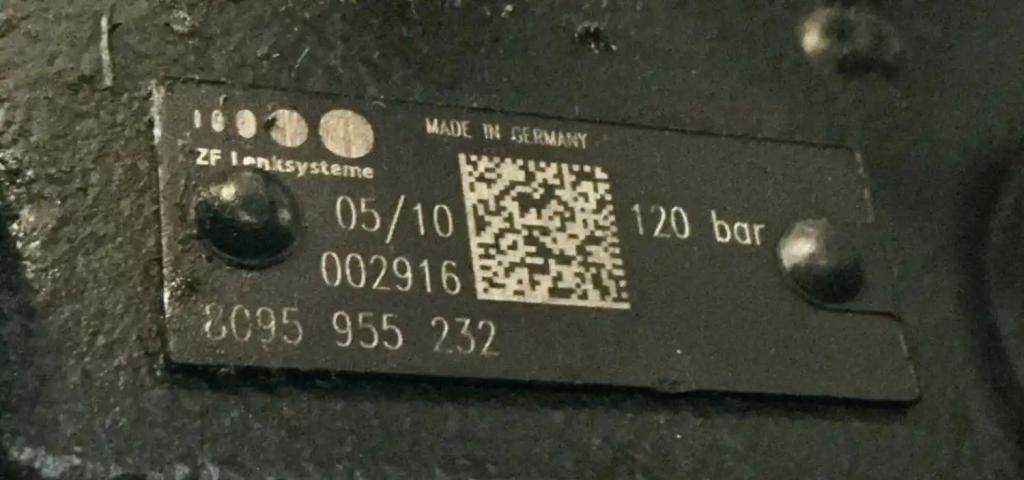 MADE IN GERMANY
ZF Lenksysteme
05/10
120 bar
002916
8095 955 232